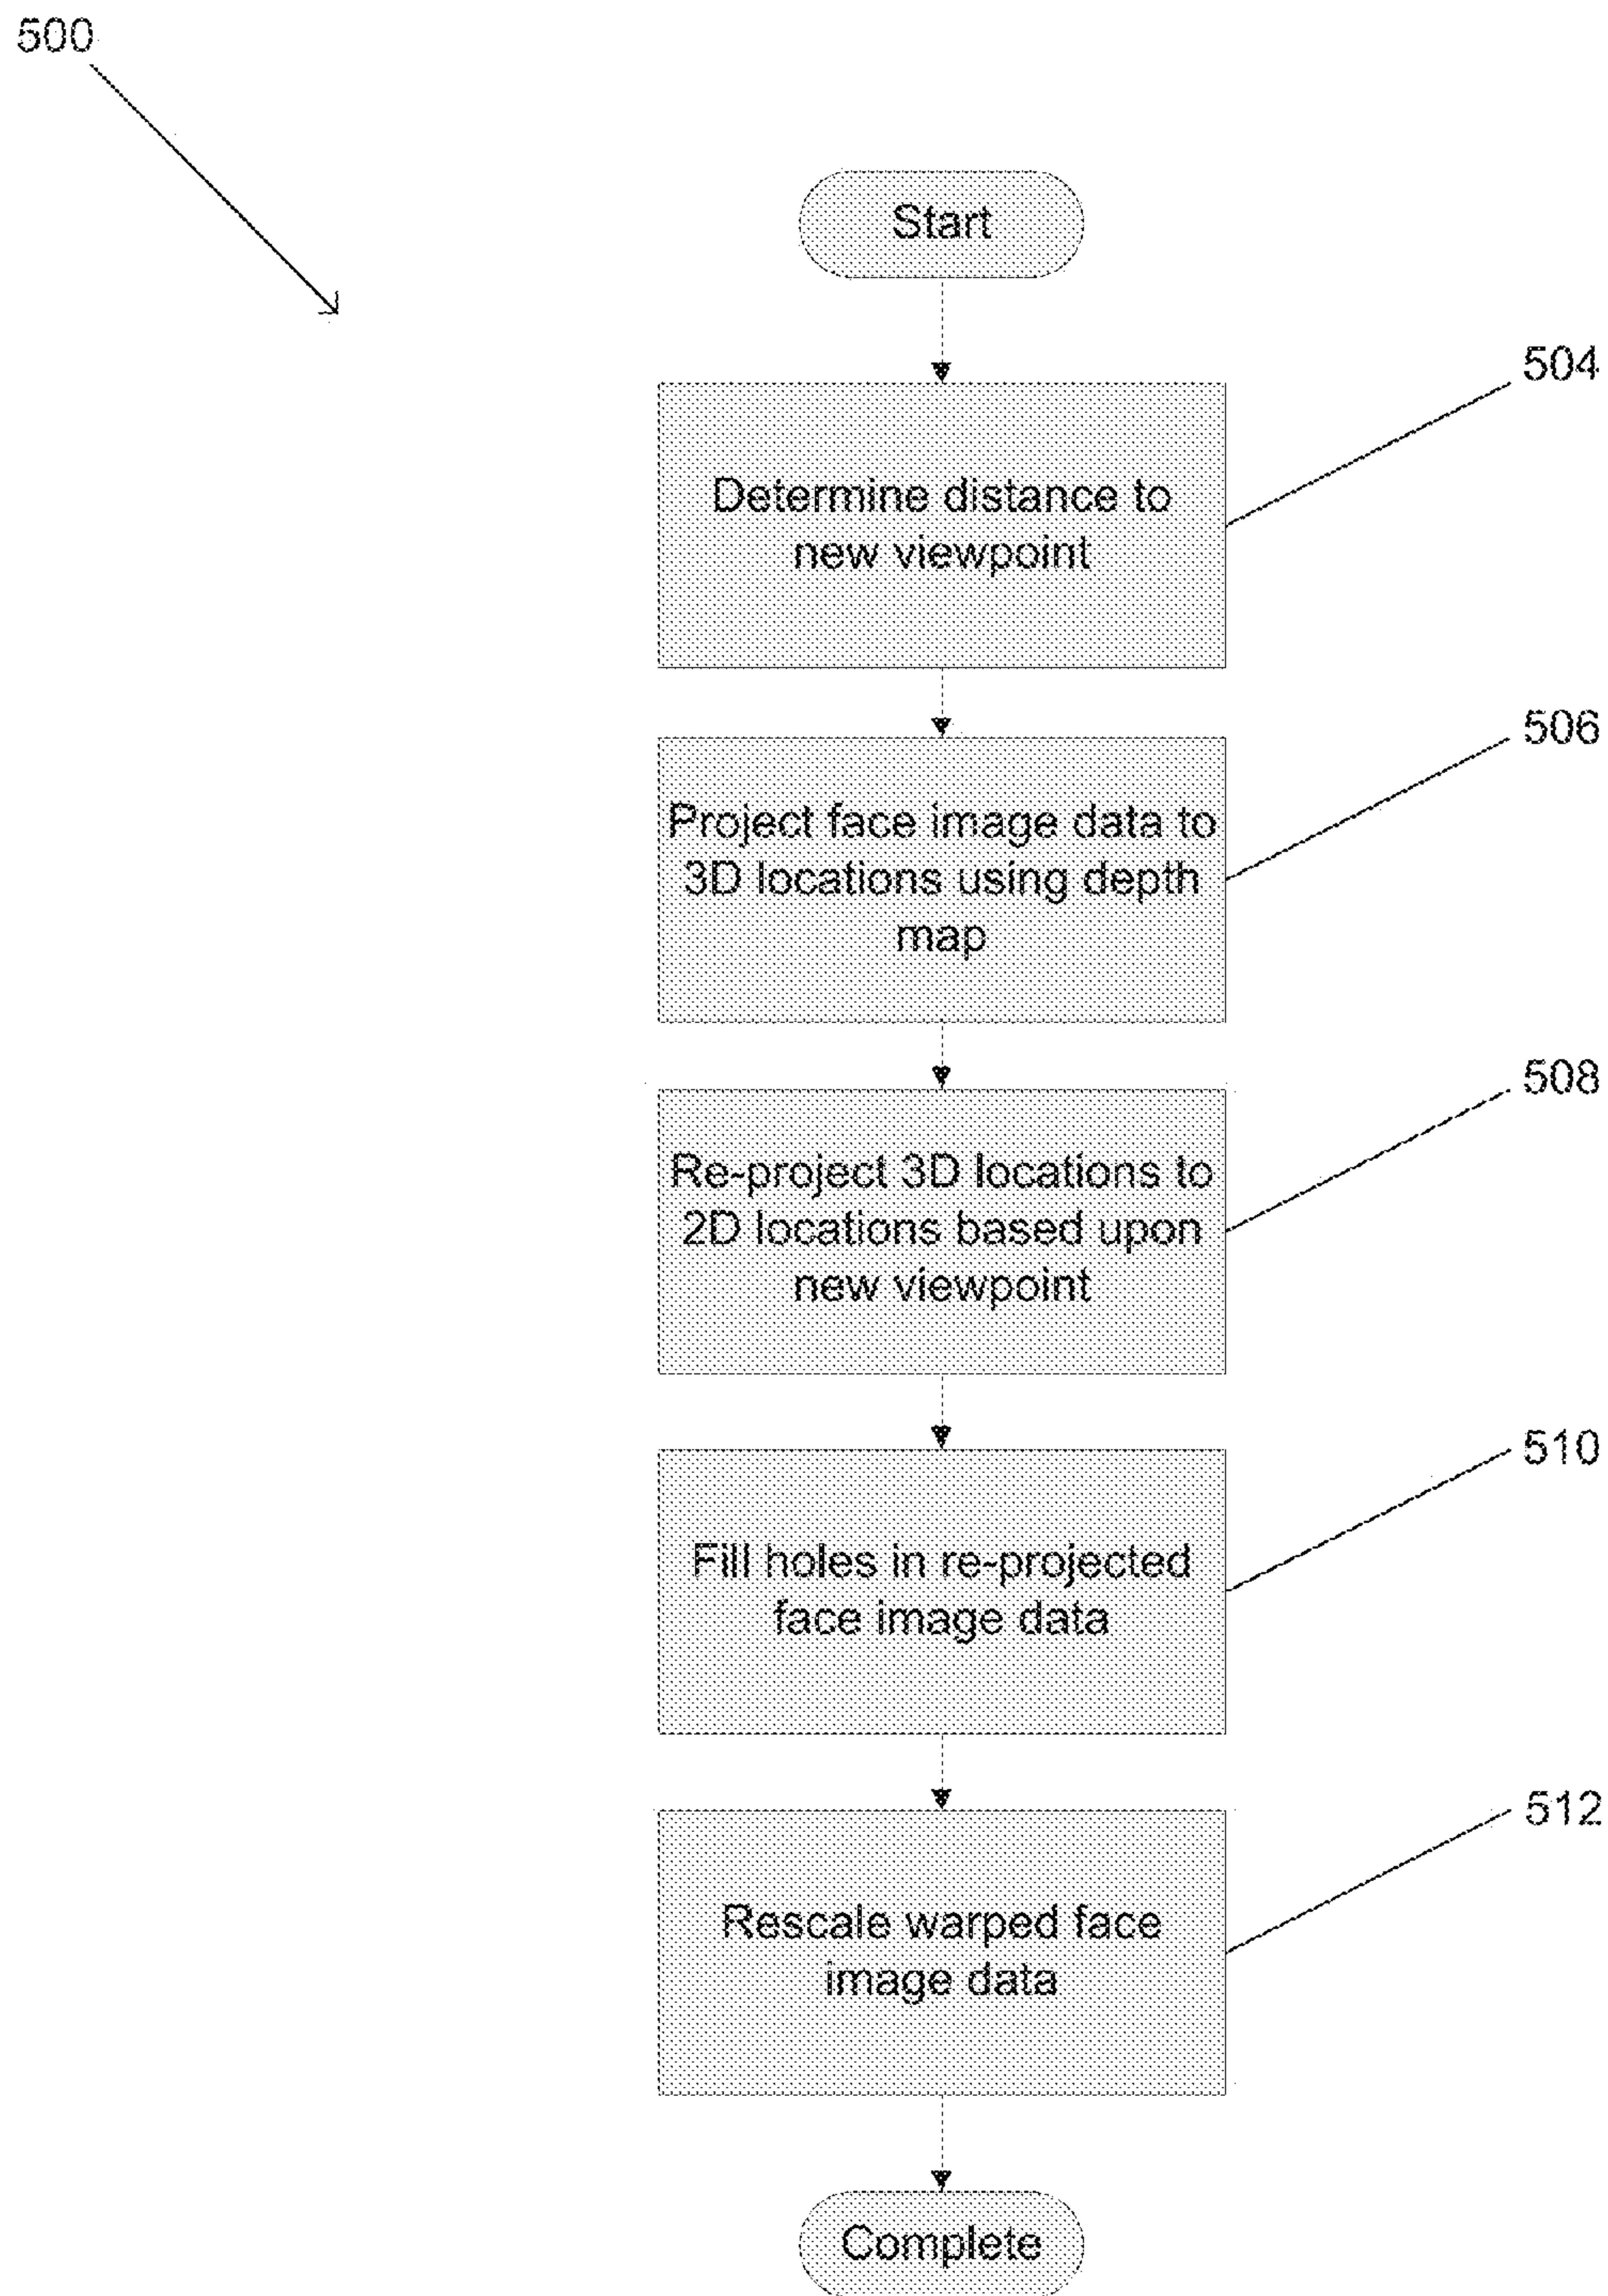 500
Start
504
Determine distance to
new viewpoint
506
Project face image data to
3D locations using depth
map
508
Re-project 3D locations to
2D locations based upon
new viewpoint
510
Fill holes in re-projected
face image data
512
Rescale warped face
image data
Complete